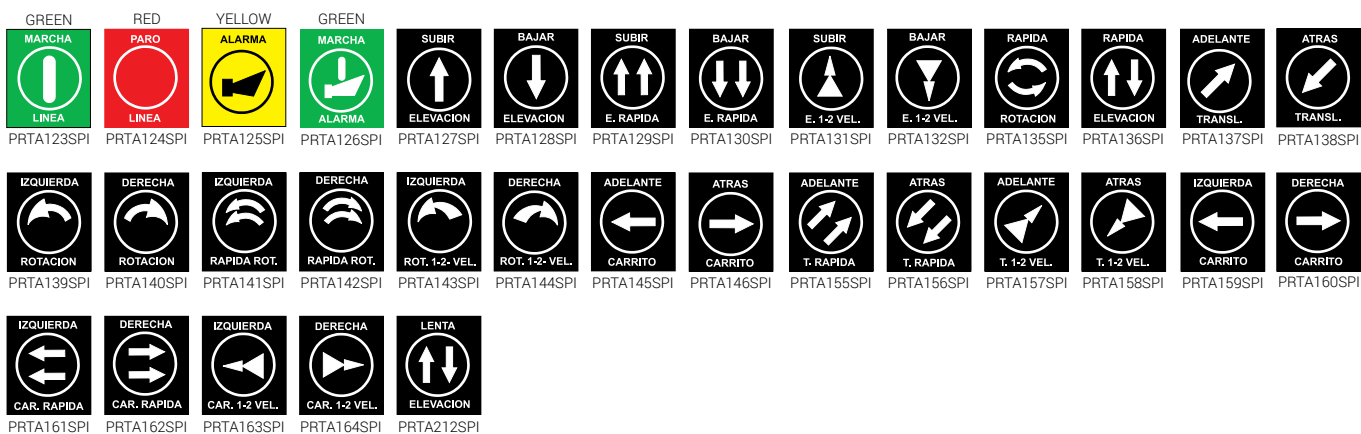 GREEN RED YELLOW GREEN
MARCHA PARO ALARMA MARCHA SUBIR BAJAR SUBIR BAJAR SUBIR BAJAR RAPIDA RAPIDA ADELANTE ATRAS
LINEA LINEA ALARMA ELEVACION ELEVACION E. RAPIDA E. RAPIDA E. 1-2 VEL. E. 1-2 VEL. ROTACION ELEVACION TRANSL. TRANSL.
PRTA123SPI PRTA124SPI PRTA125SPI PRTA126SPI PRTA127SPI PRTA128SPI PRTA129SPI PRTA130SPI PRTA131SPI PRTA132SPI PRTA135SPI PRTA136SPI PRTA137SPI PRTA138SPI
IZQUIERDA DERECHA IZQUIERDA DERECHA IZQUIERDA DERECHA ADELANTE ATRAS ADELANTE ATRAS ADELANTE ATRAS IZQUIERDA DERECHA
ROTACION ROTACION RAPIDA ROT. RAPIDA ROT. ROT. 1-2- VEL. ROT. 1-2- VEL. CARRITO CARRITO T. RAPIDA T. RAPIDA T. 1-2 VEL. T. 1-2 VEL. CARRITO CARRITO
PRTA139SPI PRTA140SPI PRTA141SPI PRTA142SPI PRTA143SPI PRTA144SPI PRTA145SPI PRTA146SPI PRTA155SPI PRTA156SPI PRTA157SPI PRTA158SPI PRTA159SPI PRTA160SPI
IZQUIERDA DERECHA IZQUIERDA DERECHA LENTA
CAR. RAPIDA CAR. RAPIDA CAR. 1-2 VEL. CAR. 1-2 VEL. ELEVACION
PRTA161SPI PRTA162SPI PRTA163SPI PRTA164SPI PRTA212SPI